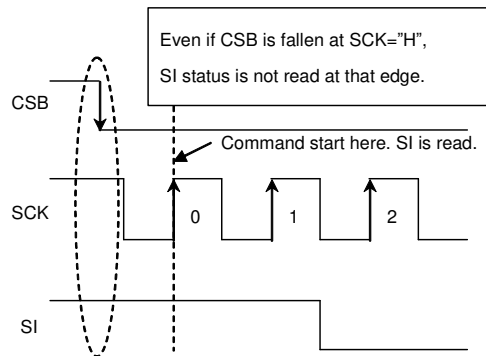 Even if CSB is fallen at SCK=”H”,
SI status is not read at that edge.
CSB
Command start here. SI is read.
SCK
0
1
2
SI